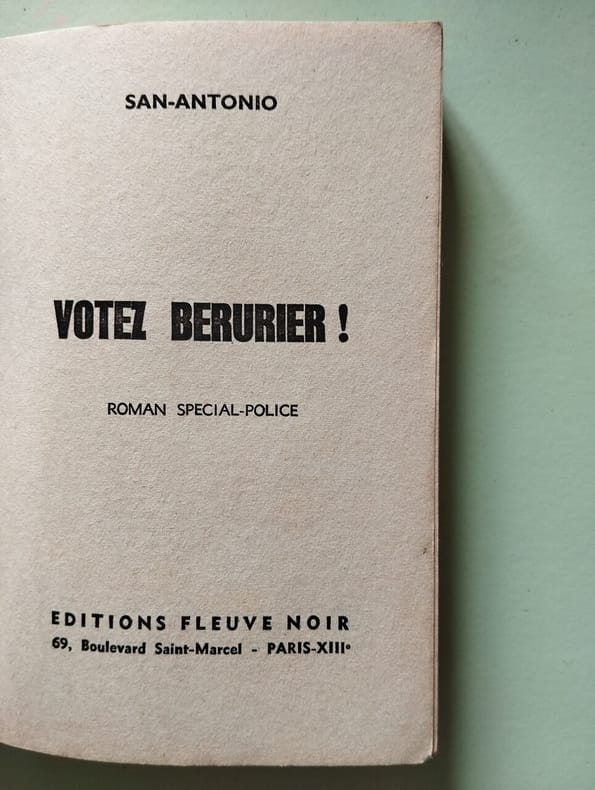 SAN-ANTONIO
VOTEZ BERURIER !
ROMAN SPECIAL-POLICE
EDITIONS FLEUVE NOIR
69, Boulevard Saint-Marcel - PARIS-XIIIᵉ